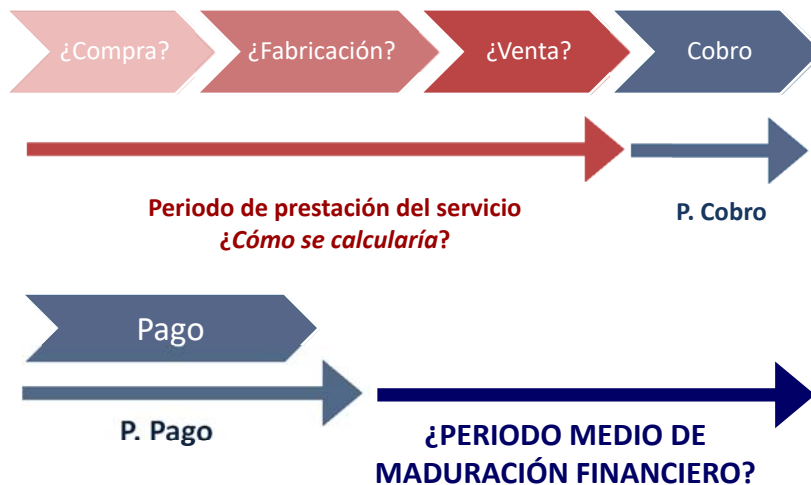 ¿Compra?
¿Fabricación?
¿Venta?
Cobro
Periodo de prestación del servicio
¿Cómo se calcularía?
P. Cobro
Pago
P. Pago
¿PERIODO MEDIO DE
MADURACIÓN FINANCIERO?